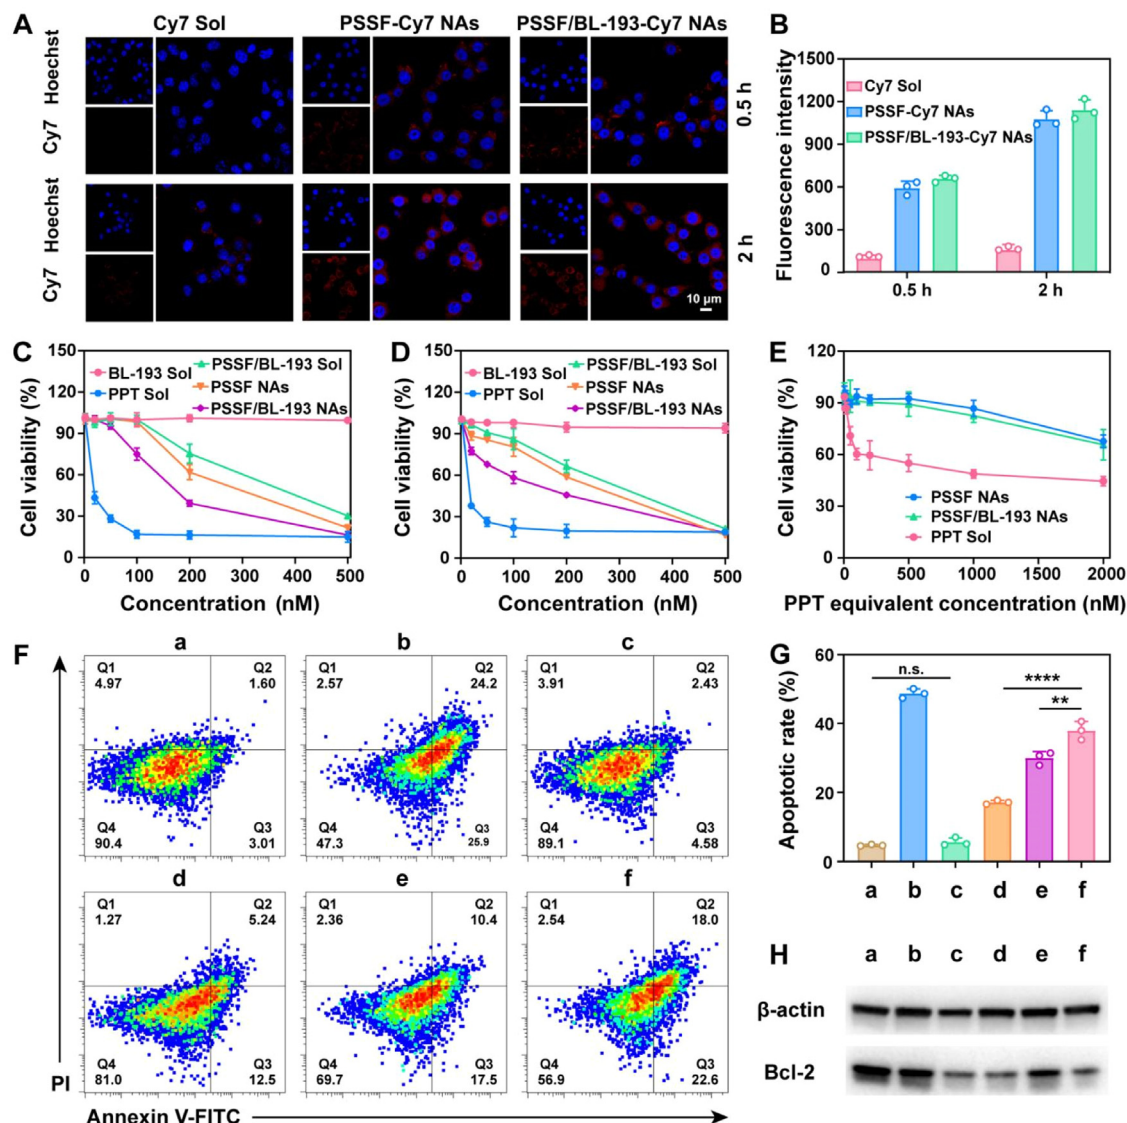 A
Cy7 Sol
PSSF-Cy7 NAs
PSSF/BL-193-Cy7 NAs
Hoechst
Cy7
0.5 h
Hoechst
Cy7
2 h
10 μm
B
Fluorescence intensity
1500
1200
900
600
300
0
Cy7 Sol
PSSF-Cy7 NAs
PSSF/BL-193-Cy7 NAs
0.5 h
2 h
C
Cell viability (%)
150
120
90
60
30
0
BL-193 Sol
PPT Sol
PSSF/BL-193 Sol
PSSF NAs
PSSF/BL-193 NAs
0 100 200 300 400 500
Concentration (nM)
D
Cell viability (%)
150
120
90
60
30
0
BL-193 Sol
PPT Sol
PSSF/BL-193 Sol
PSSF NAs
PSSF/BL-193 NAs
0 100 200 300 400 500
Concentration (nM)
E
Cell viability (%)
120
90
60
30
0
PSSF NAs
PSSF/BL-193 NAs
PPT Sol
0 500 1000 1500 2000
PPT equivalent concentration (nM)
F
a
Q1
4.97
Q2
1.60
Q4
90.4
Q3
3.01
b
Q1
2.57
Q2
24.2
Q4
47.3
Q3
25.9
c
Q1
3.91
Q2
2.43
Q4
89.1
Q3
4.58
d
Q1
1.27
Q2
5.24
Q4
81.0
Q3
12.5
e
Q1
2.36
Q2
10.4
Q4
69.7
Q3
17.5
f
Q1
2.54
Q2
18.0
Q4
56.9
Q3
22.6
PI
Annexin V-FITC
G
Apoptotic rate (%)
60
40
20
0
n.s.
****
**
a b c d e f
H
a b c d e f
β-actin
Bcl-2